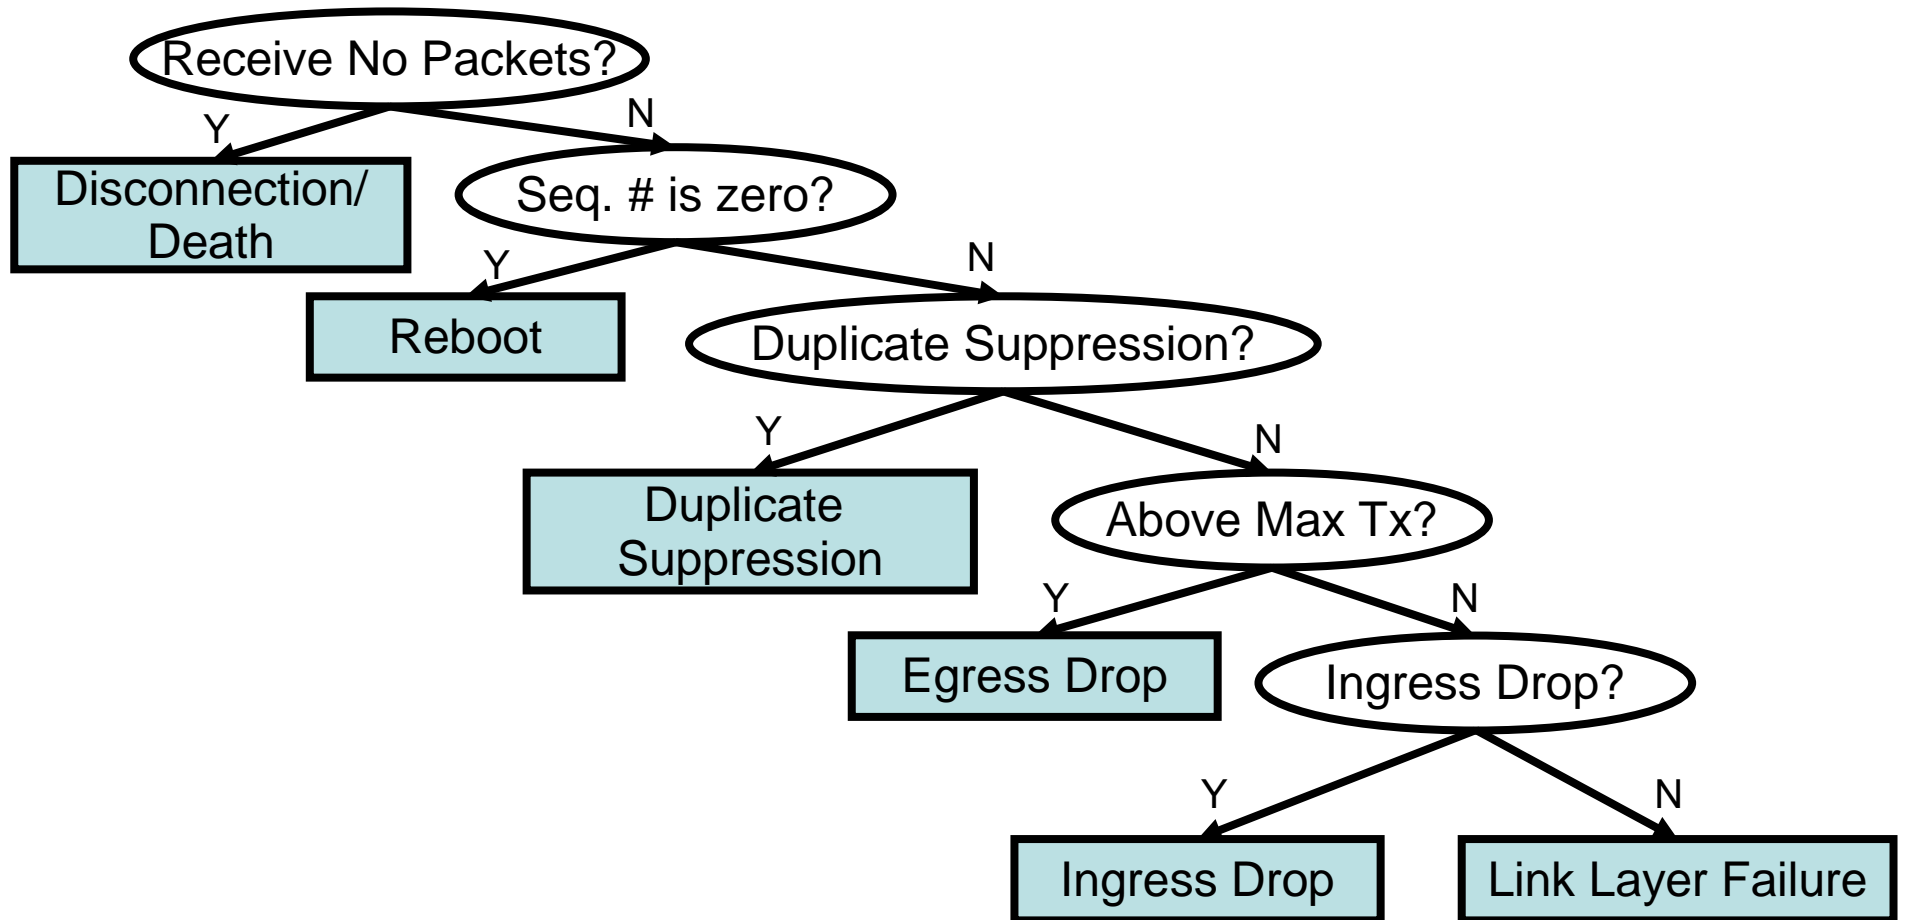 Receive No Packets?
Y
N
Disconnection/
Death
Seq. # is zero?
Y
N
Reboot
Duplicate Suppression?
Y
N
Duplicate
Suppression
Above Max Tx?
Y
N
Egress Drop
Ingress Drop?
Y
N
Ingress Drop
Link Layer Failure